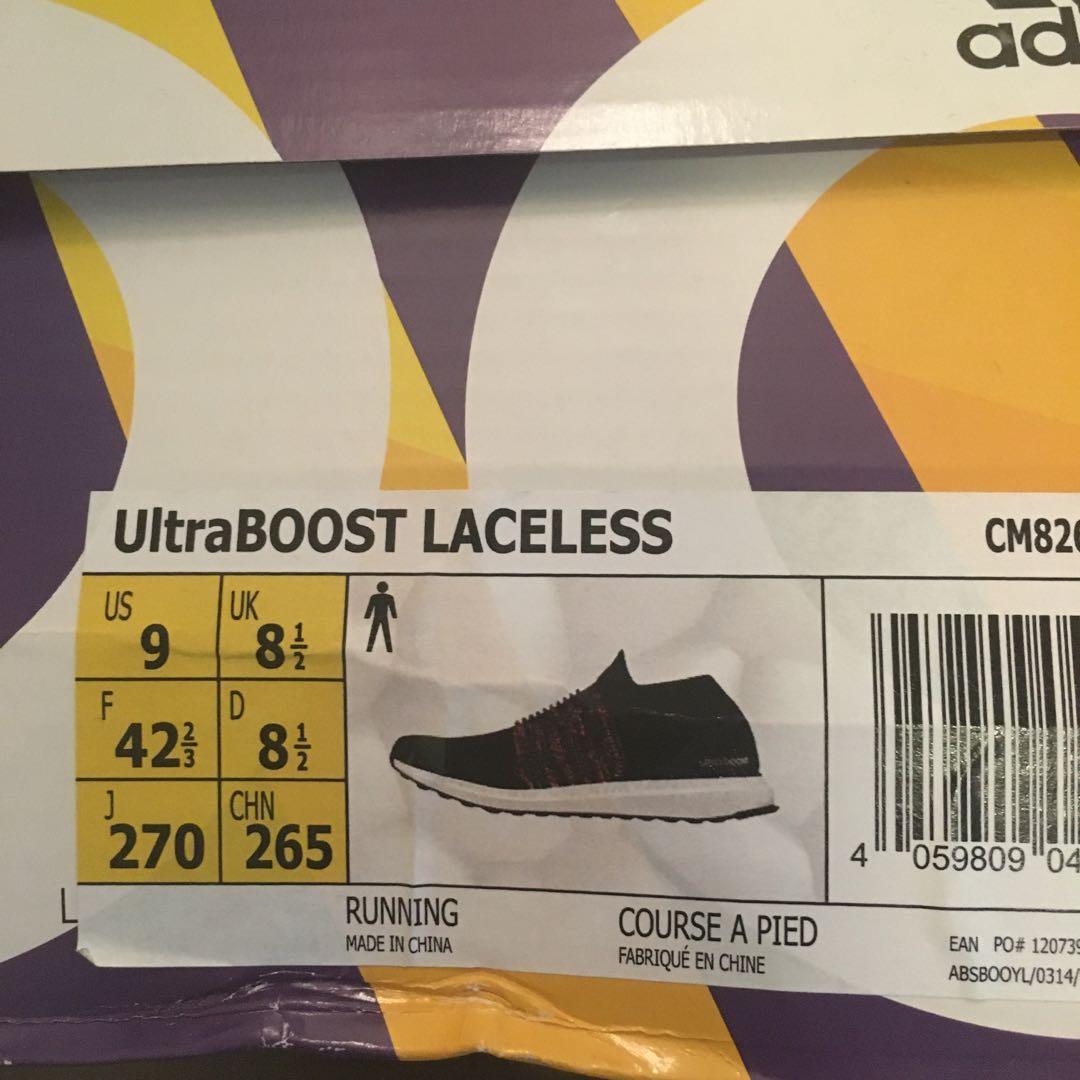 ad
UltraBOOST LACELESS
CM820
US 9
UK 8 1/2
F 42 2/3
D 8 1/2
J 270
CHN 265
4 059809 04
L
RUNNING
MADE IN CHINA
COURSE A PIED
FABRIQUÉ EN CHINE
EAN PO# 120739
ABSBOOYL/0314/